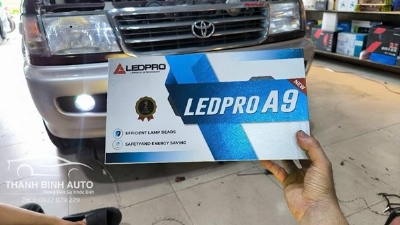 LEDPRO
LEDPRO A9
NEW
EFFICIENT LAMP BEADS
SAFETYAND ENERGY SAVING
THANH BINH AUTO